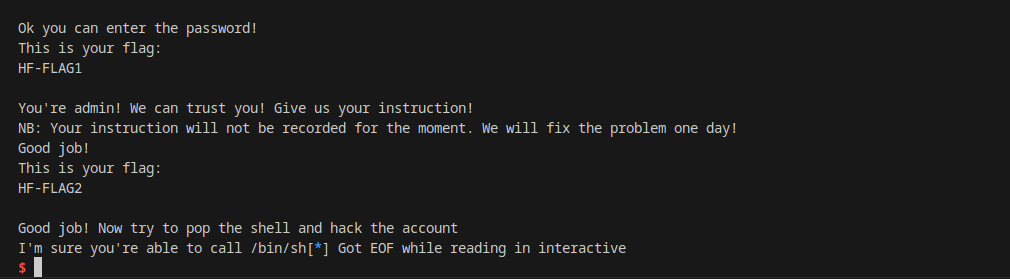 Ok you can enter the password!
This is your flag:
HF-FLAG1
You're admin! We can trust you! Give us your instruction!
NB: Your instruction will not be recorded for the moment. We will fix the problem one day!
Good job!
This is your flag:
HF-FLAG2
Good job! Now try to pop the shell and hack the account
I'm sure you're able to call /bin/sh[*] Got EOF while reading in interactive
$